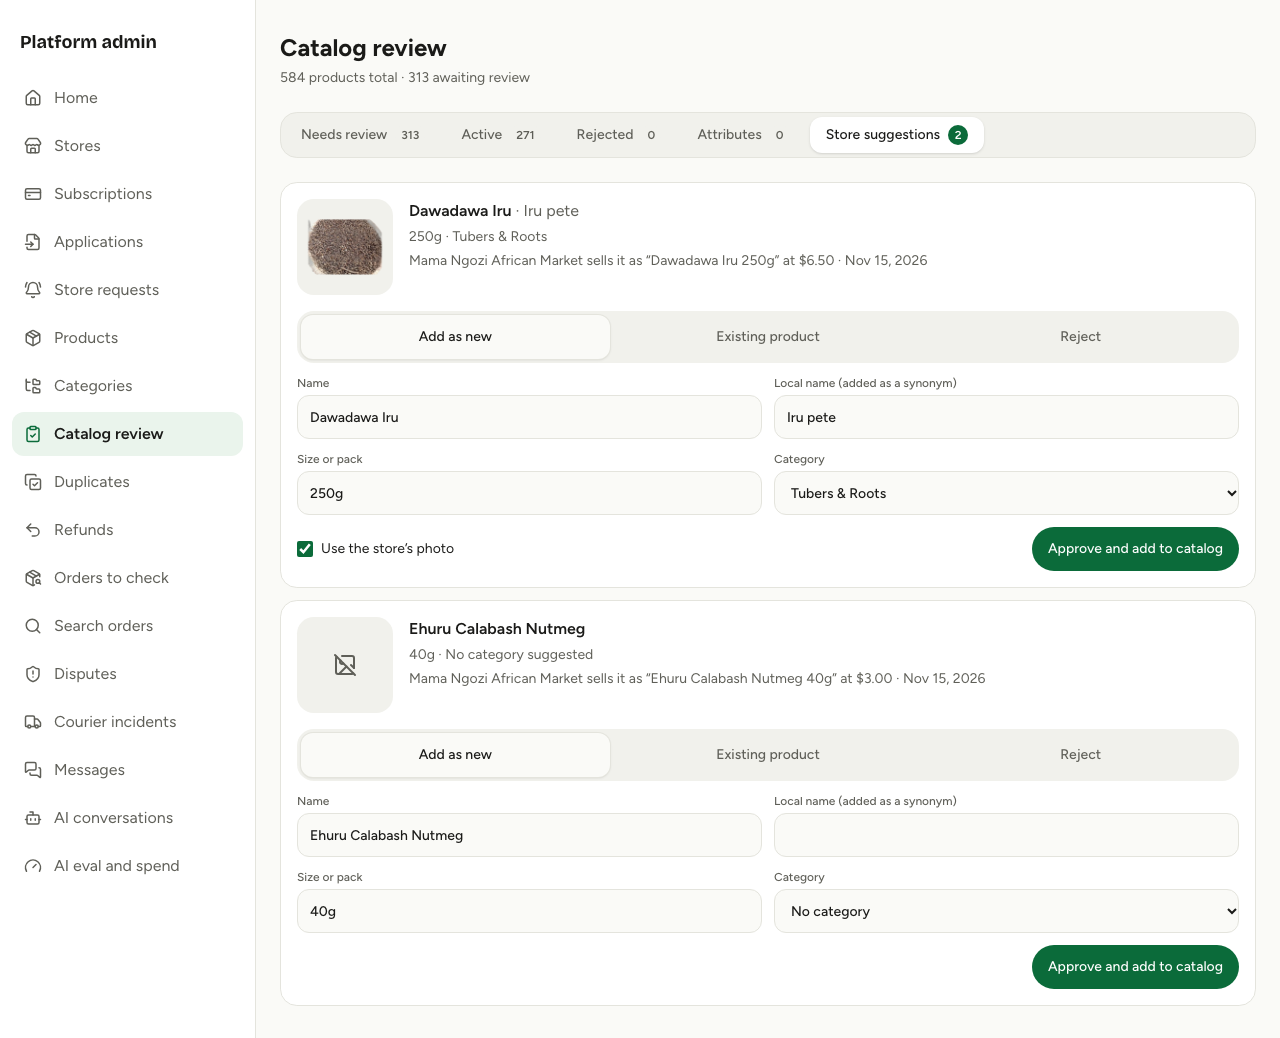 Platform admin
Home
Stores
Subscriptions
Applications
Store requests
Products
Categories
Catalog review
Duplicates
Refunds
Orders to check
Search orders
Disputes
Courier incidents
Messages
AI conversations
AI eval and spend
Catalog review
584 products total · 313 awaiting review
Needs review 313 Active 271 Rejected 0 Attributes 0 Store suggestions 2
Dawadawa Iru · Iru pete
250g · Tubers & Roots
Mama Ngozi African Market sells it as “Dawadawa Iru 250g” at $6.50 · Nov 15, 2026
Add as new Existing product Reject
Name Local name (added as a synonym)
Dawadawa Iru Iru pete
Size or pack Category
250g Tubers & Roots
Use the store’s photo Approve and add to catalog
Ehuru Calabash Nutmeg
40g · No category suggested
Mama Ngozi African Market sells it as “Ehuru Calabash Nutmeg 40g” at $3.00 · Nov 15, 2026
Add as new Existing product Reject
Name Local name (added as a synonym)
Ehuru Calabash Nutmeg
Size or pack Category
40g No category
Approve and add to catalog